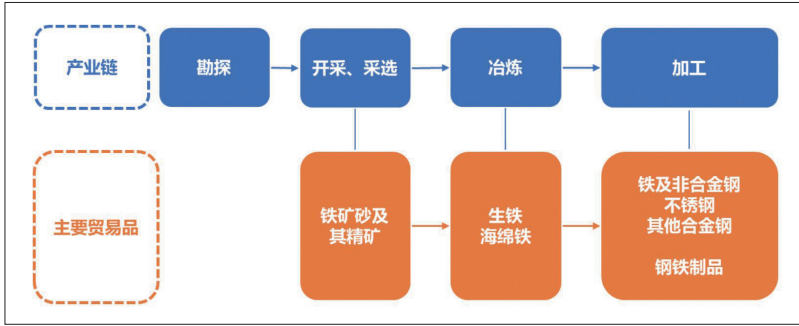 产业链
勘探
开采、采选
冶炼
加工
主要贸易品
铁矿砂及
其精矿
生铁
海绵铁
铁及非合金钢
不锈钢
其他合金钢
钢铁制品